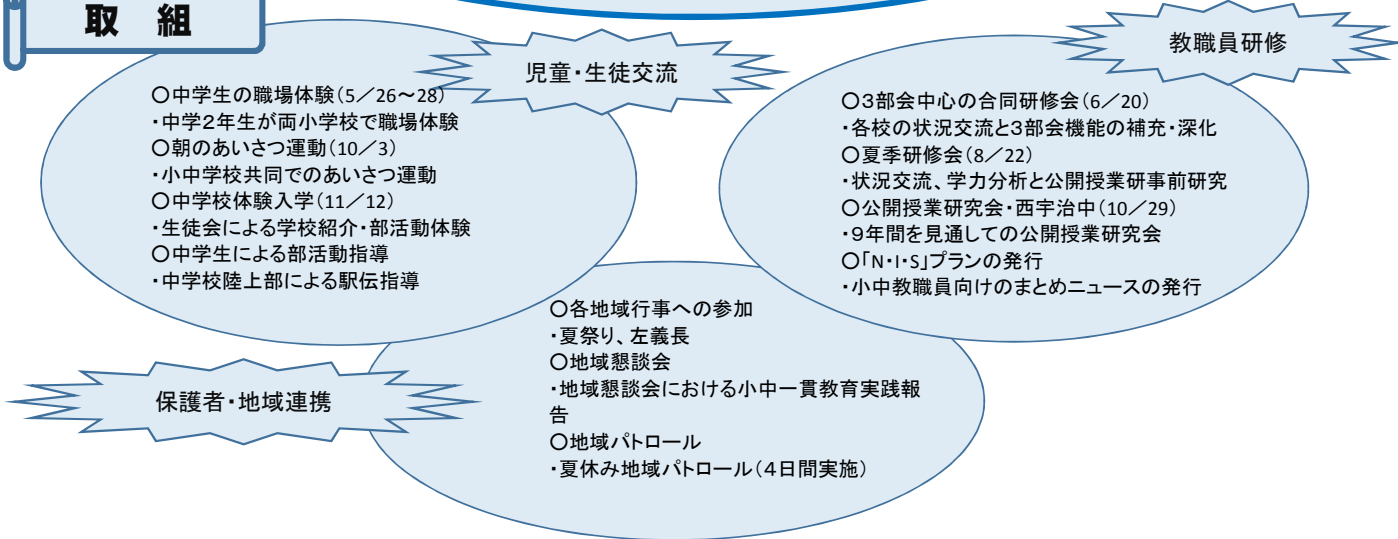 取 組
児童・生徒交流
○中学生の職場体験(5/26~28)
・中学2年生が両小学校で職場体験
○朝のあいさつ運動(10/3)
・小中学校共同でのあいさつ運動
○中学校体験入学(11/12)
・生徒会による学校紹介・部活動体験
○中学生による部活動指導
・中学校陸上部による駅伝指導
教職員研修
○3部会中心の合同研修会(6/20)
・各校の状況交流と3部会機能の補充・深化
○夏季研修会(8/22)
・状況交流、学力分析と公開授業研事前研究
○公開授業研究会・西宇治中(10/29)
・9年間を見通しての公開授業研究会
○「N・I・S」プランの発行
・小中教職員向けのまとめニュースの発行
保護者・地域連携
○各地域行事への参加
・夏祭り、左義長
○地域懇談会
・地域懇談会における小中一貫教育実践報
告
○地域パトロール
・夏休み地域パトロール(4日間実施)